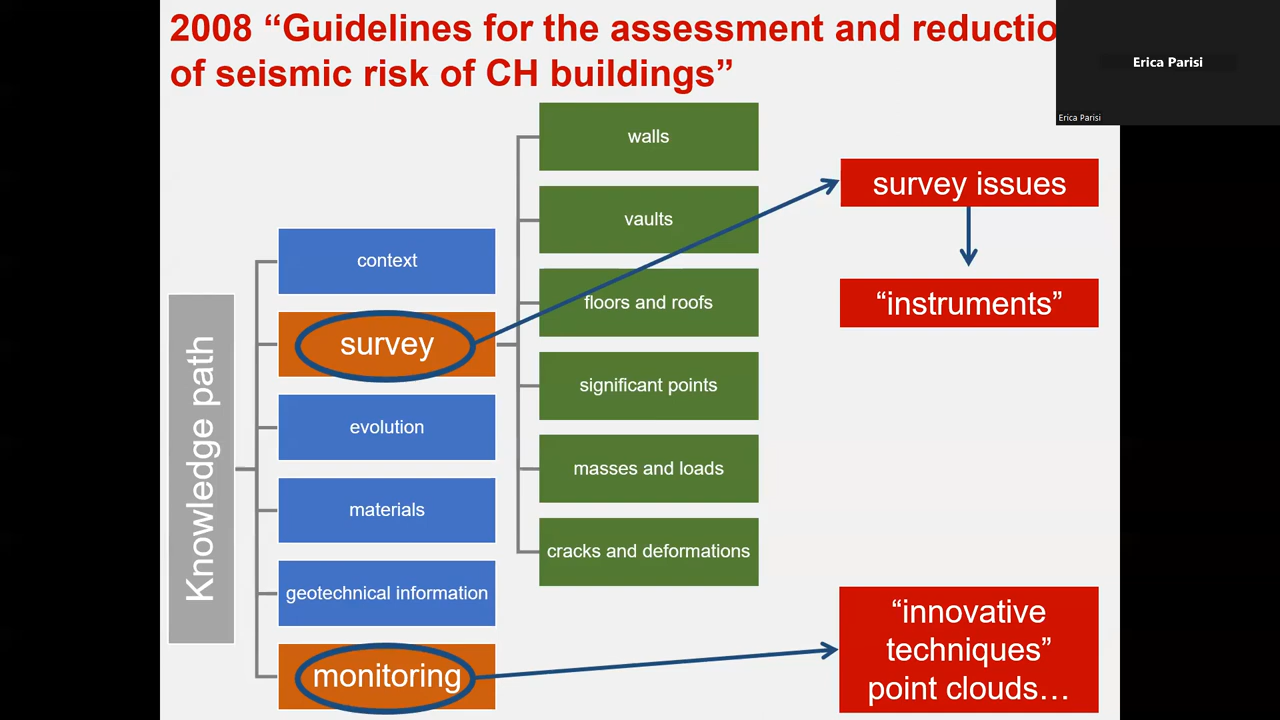 2008 “Guidelines for the assessment and reductio
of seismic risk of CH buildings”
Erica Parisi
Erica Parisi
Knowledge path
context
survey
evolution
materials
geotechnical information
monitoring
walls
vaults
floors and roofs
significant points
masses and loads
cracks and deformations
survey issues
“instruments”
“innovative
techniques”
point clouds…